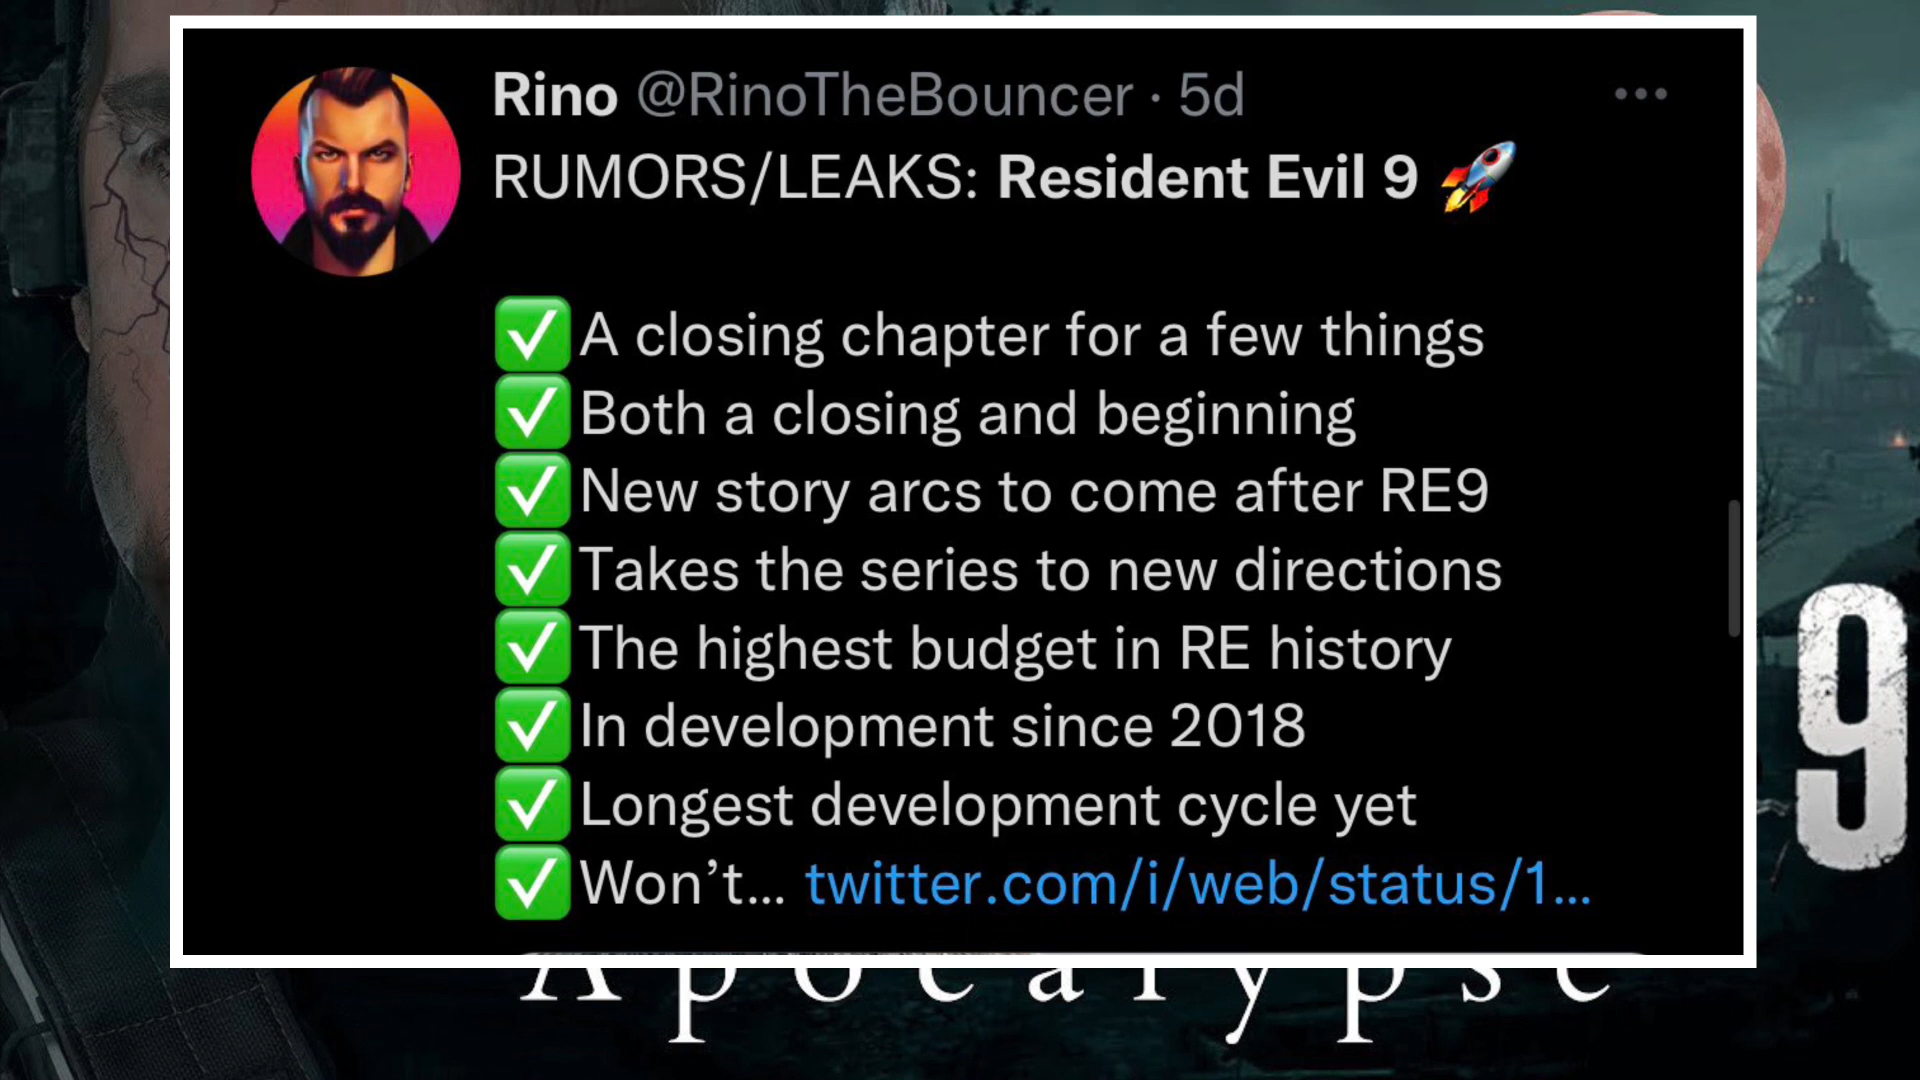 Rino @RinoTheBouncer · 5d
RUMORS/LEAKS: Resident Evil 9 🚀
✅A closing chapter for a few things
✅Both a closing and beginning
✅New story arcs to come after RE9
✅Takes the series to new directions
✅The highest budget in RE history
✅In development since 2018
✅Longest development cycle yet
✅Won’t... twitter.com/i/web/status/1...
9
Apocalypse